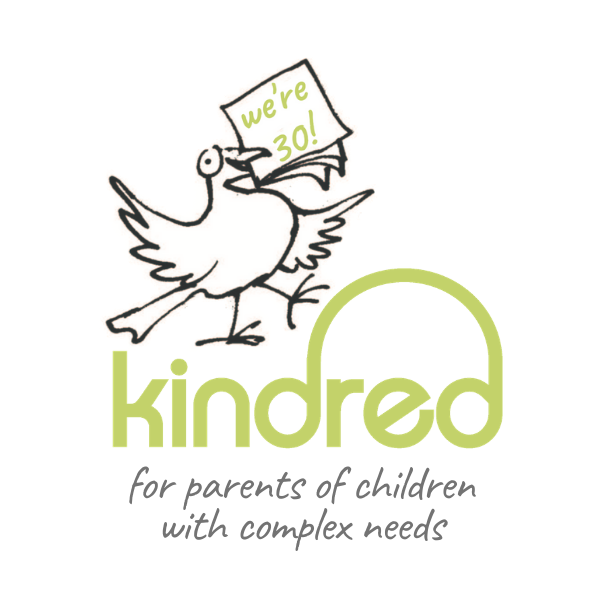 we're
30!
kindred
for parents of children
with complex needs